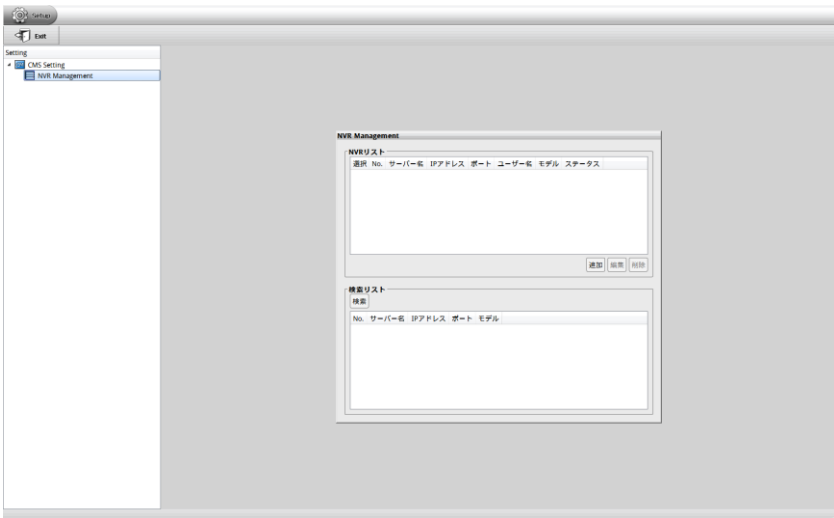 Setup
Exit
Setting
CMS Setting
NVR Management
NVR Management
NVRリスト
選択 No. サーバー名 IPアドレス ポート ユーザー名 モデル ステータス
追加 編集 削除
検索リスト
検索
No. サーバー名 IPアドレス ポート モデル